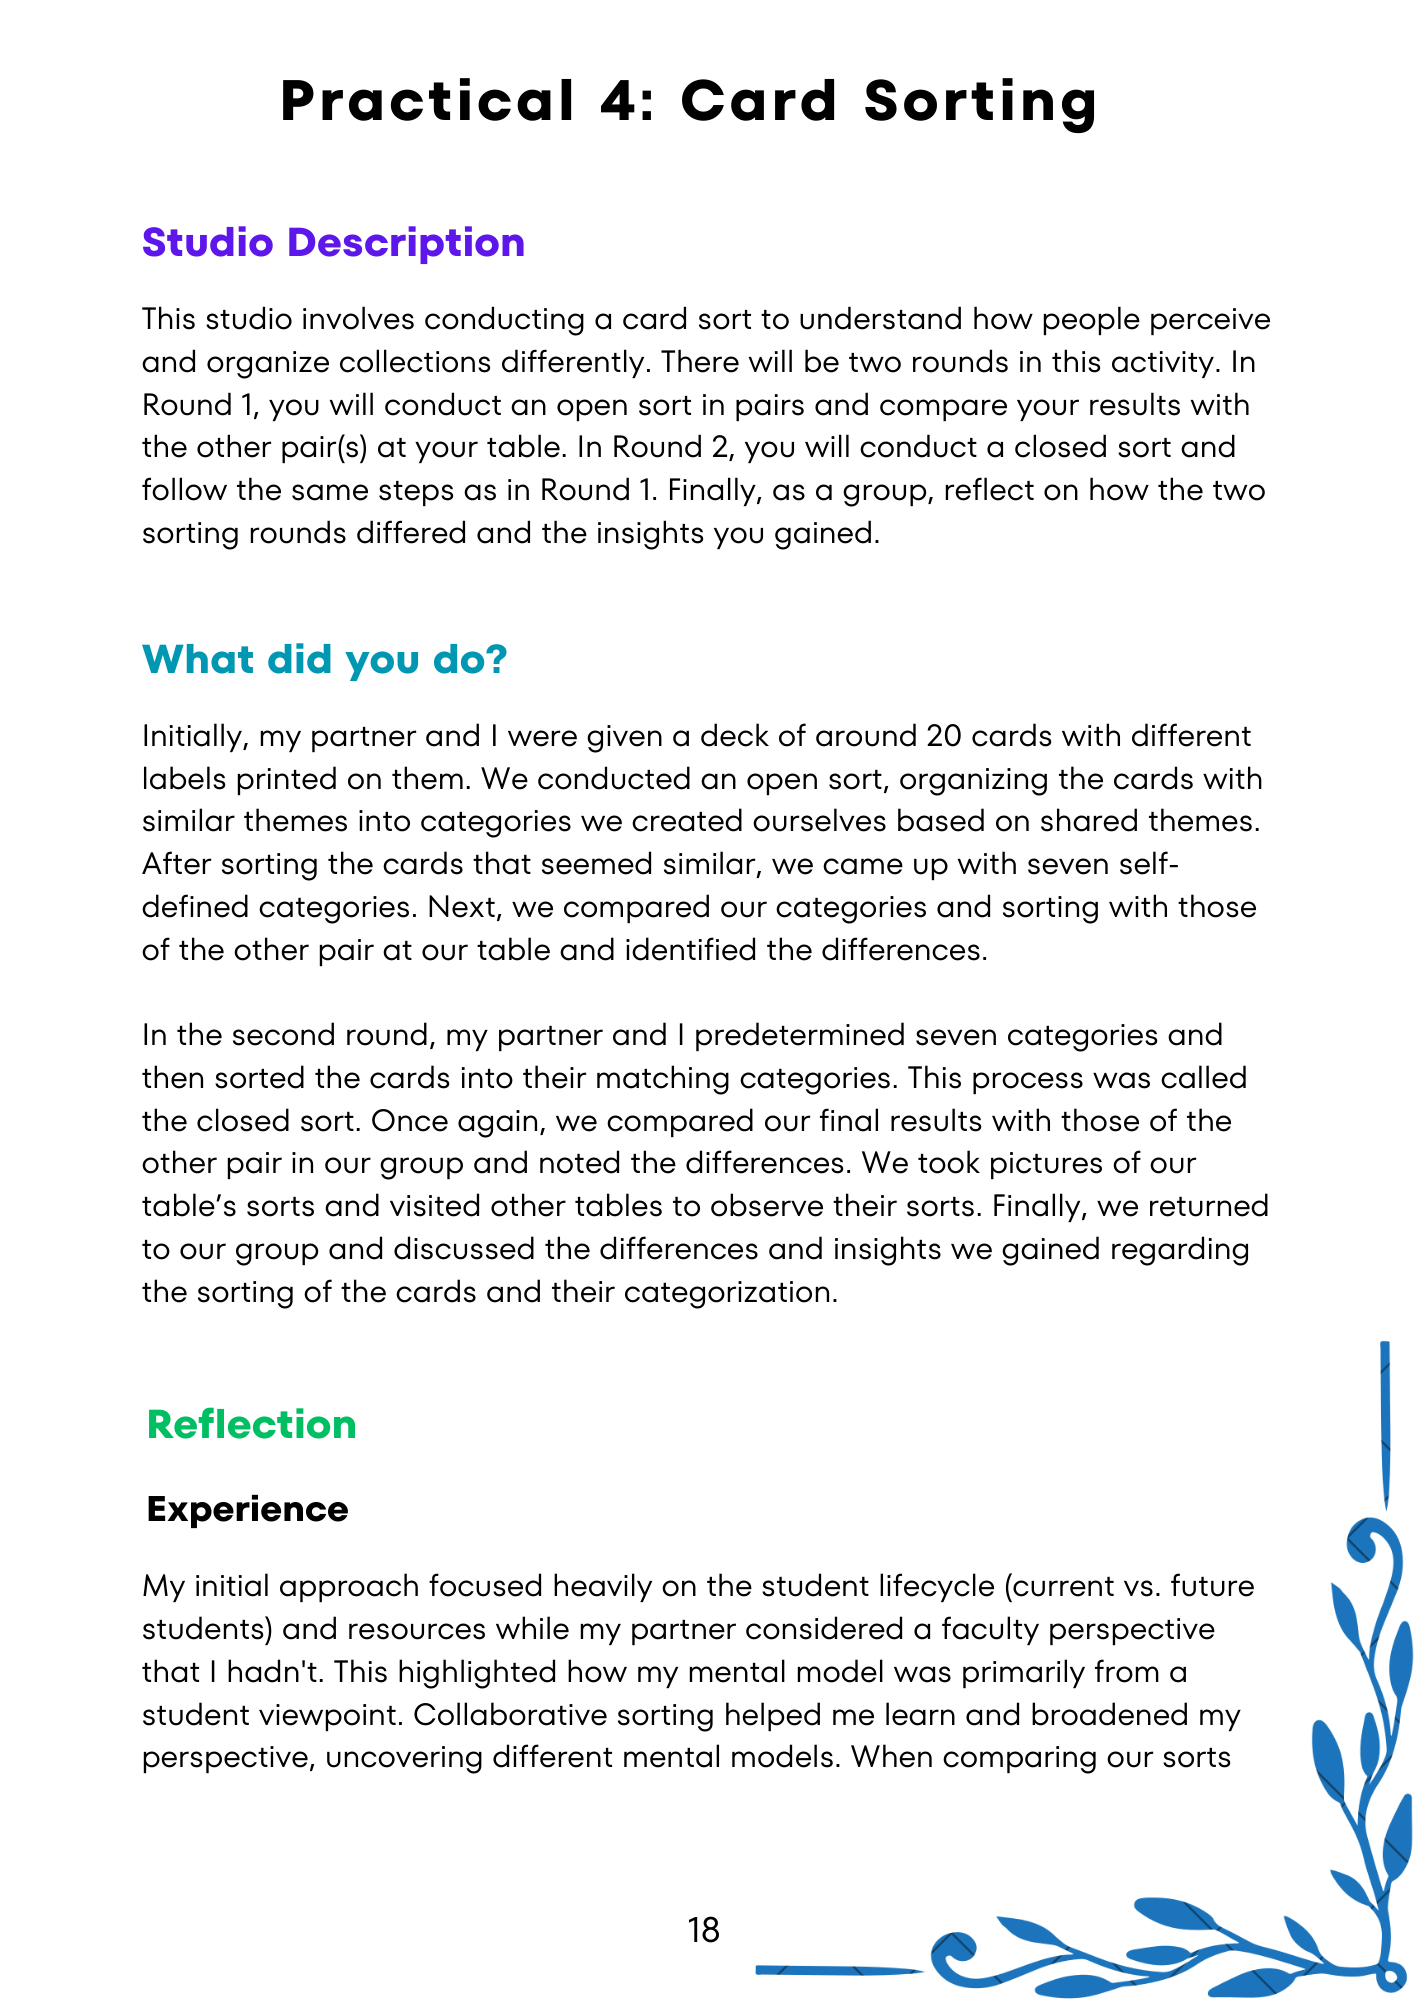 Practical 4: Card Sorting
Studio Description
This studio involves conducting a card sort to understand how people perceive
and organize collections differently. There will be two rounds in this activity. In
Round 1, you will conduct an open sort in pairs and compare your results with
the other pair(s) at your table. In Round 2, you will conduct a closed sort and
follow the same steps as in Round 1. Finally, as a group, reflect on how the two
sorting rounds differed and the insights you gained.
What did you do?
Initially, my partner and I were given a deck of around 20 cards with different
labels printed on them. We conducted an open sort, organizing the cards with
similar themes into categories we created ourselves based on shared themes.
After sorting the cards that seemed similar, we came up with seven self-
defined categories. Next, we compared our categories and sorting with those
of the other pair at our table and identified the differences.
In the second round, my partner and I predetermined seven categories and
then sorted the cards into their matching categories. This process was called
the closed sort. Once again, we compared our final results with those of the
other pair in our group and noted the differences. We took pictures of our
table’s sorts and visited other tables to observe their sorts. Finally, we returned
to our group and discussed the differences and insights we gained regarding
the sorting of the cards and their categorization.
Reflection
Experience
My initial approach focused heavily on the student lifecycle (current vs. future
students) and resources while my partner considered a faculty perspective
that I hadn't. This highlighted how my mental model was primarily from a
student viewpoint. Collaborative sorting helped me learn and broadened my
perspective, uncovering different mental models. When comparing our sorts
18